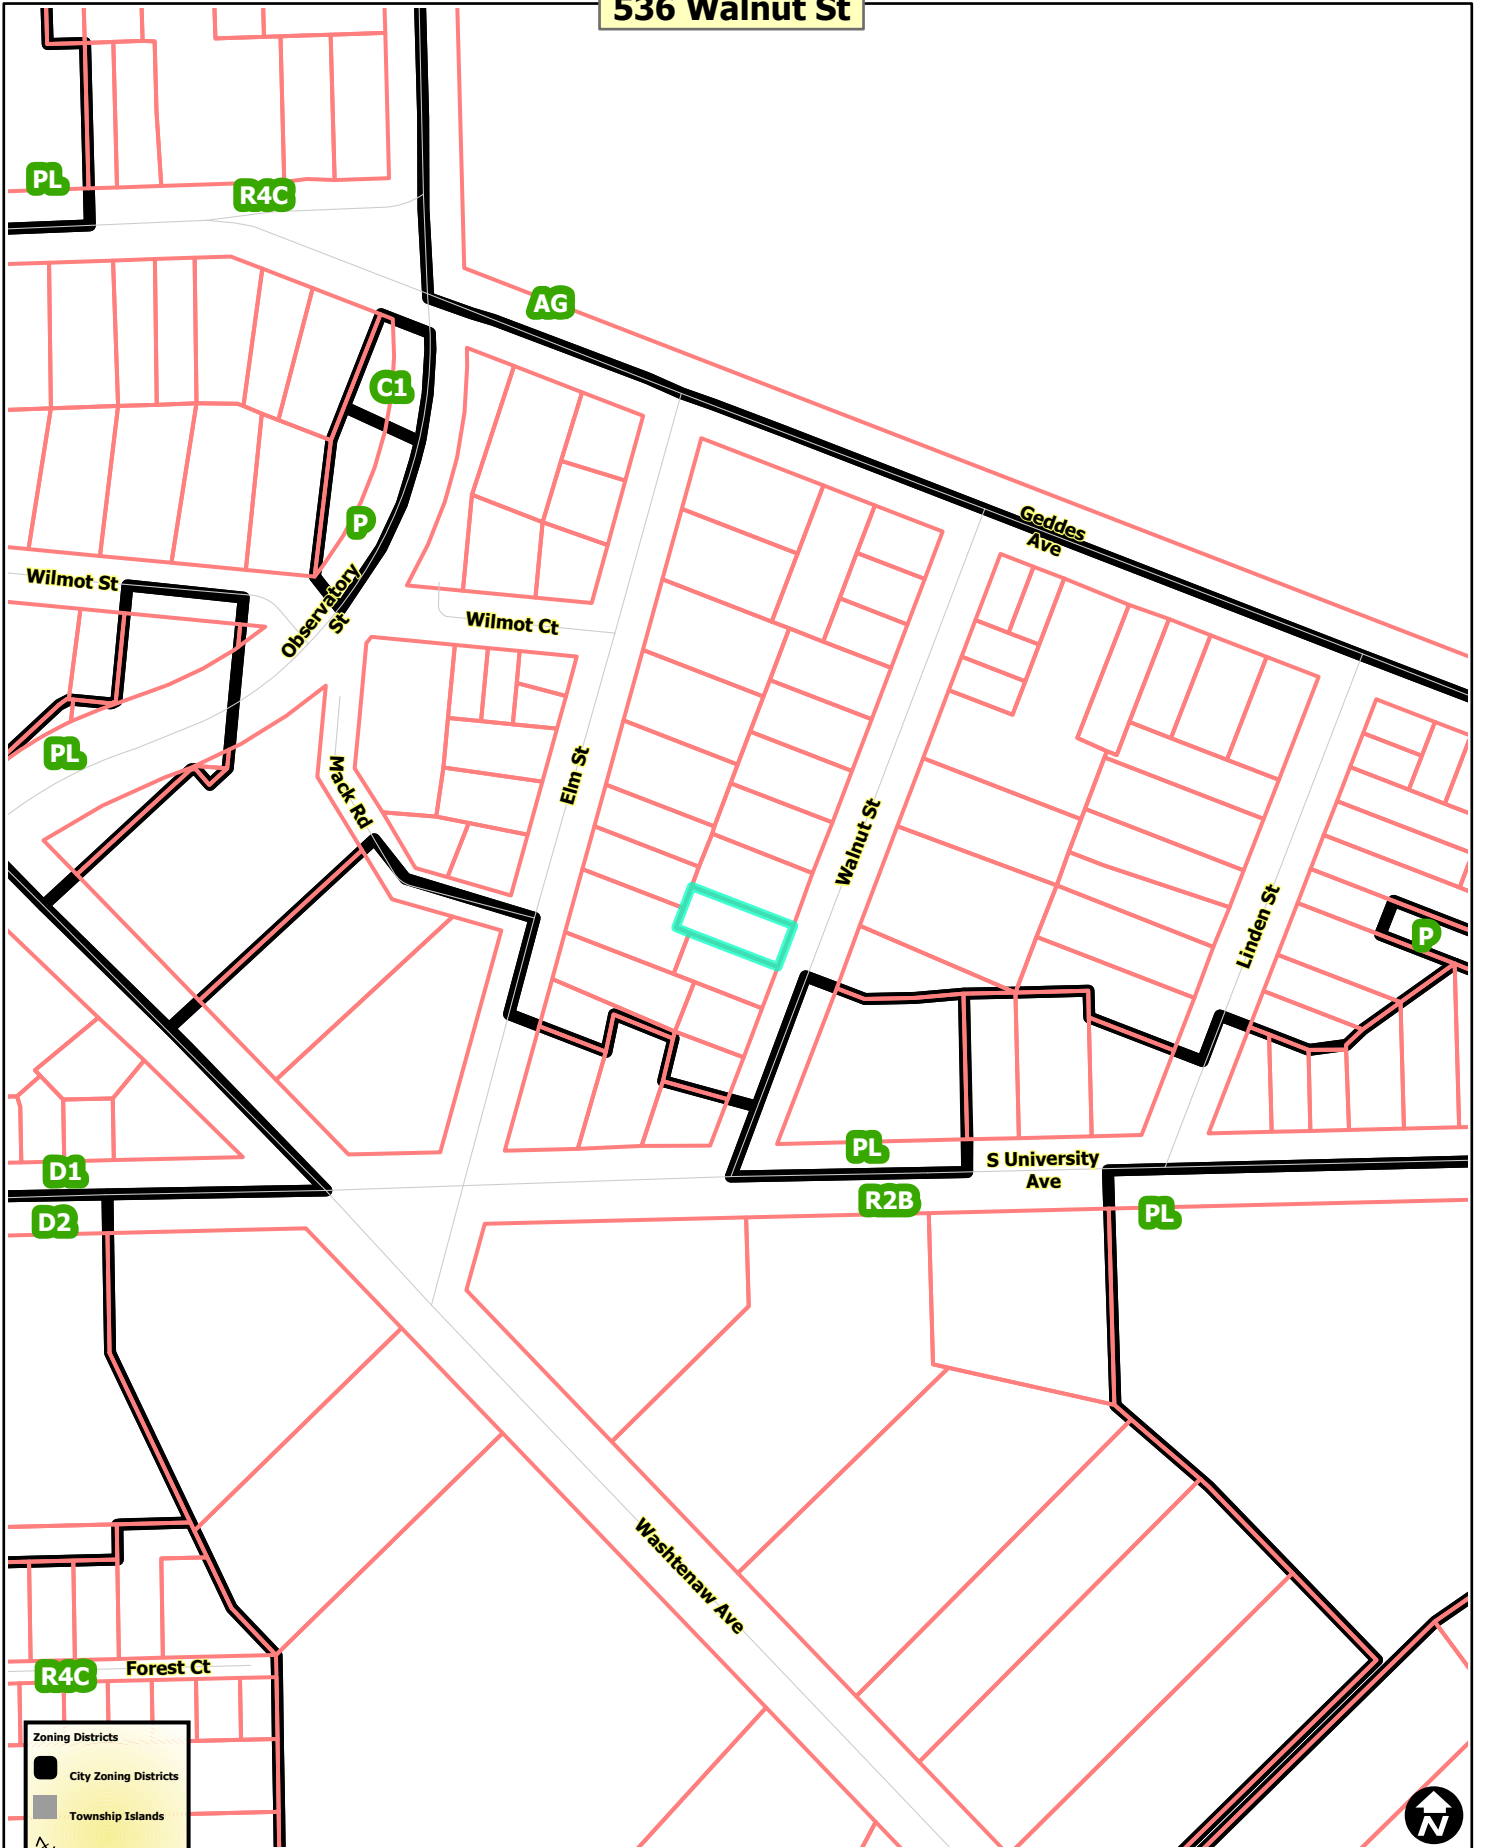 536 Walnut St
PL
R4C
AG
C1
Geddes
Ave
P
Wilmot St
Observatory
St
Wilmot Ct
PL
Mack Rd
Elm St
Walnut St
Linden St
P
PL
S University
Ave
D1
R2B
D2
PL
Washtenaw Ave
R4C
Forest Ct
Zoning Districts
City Zoning Districts
Township Islands
N